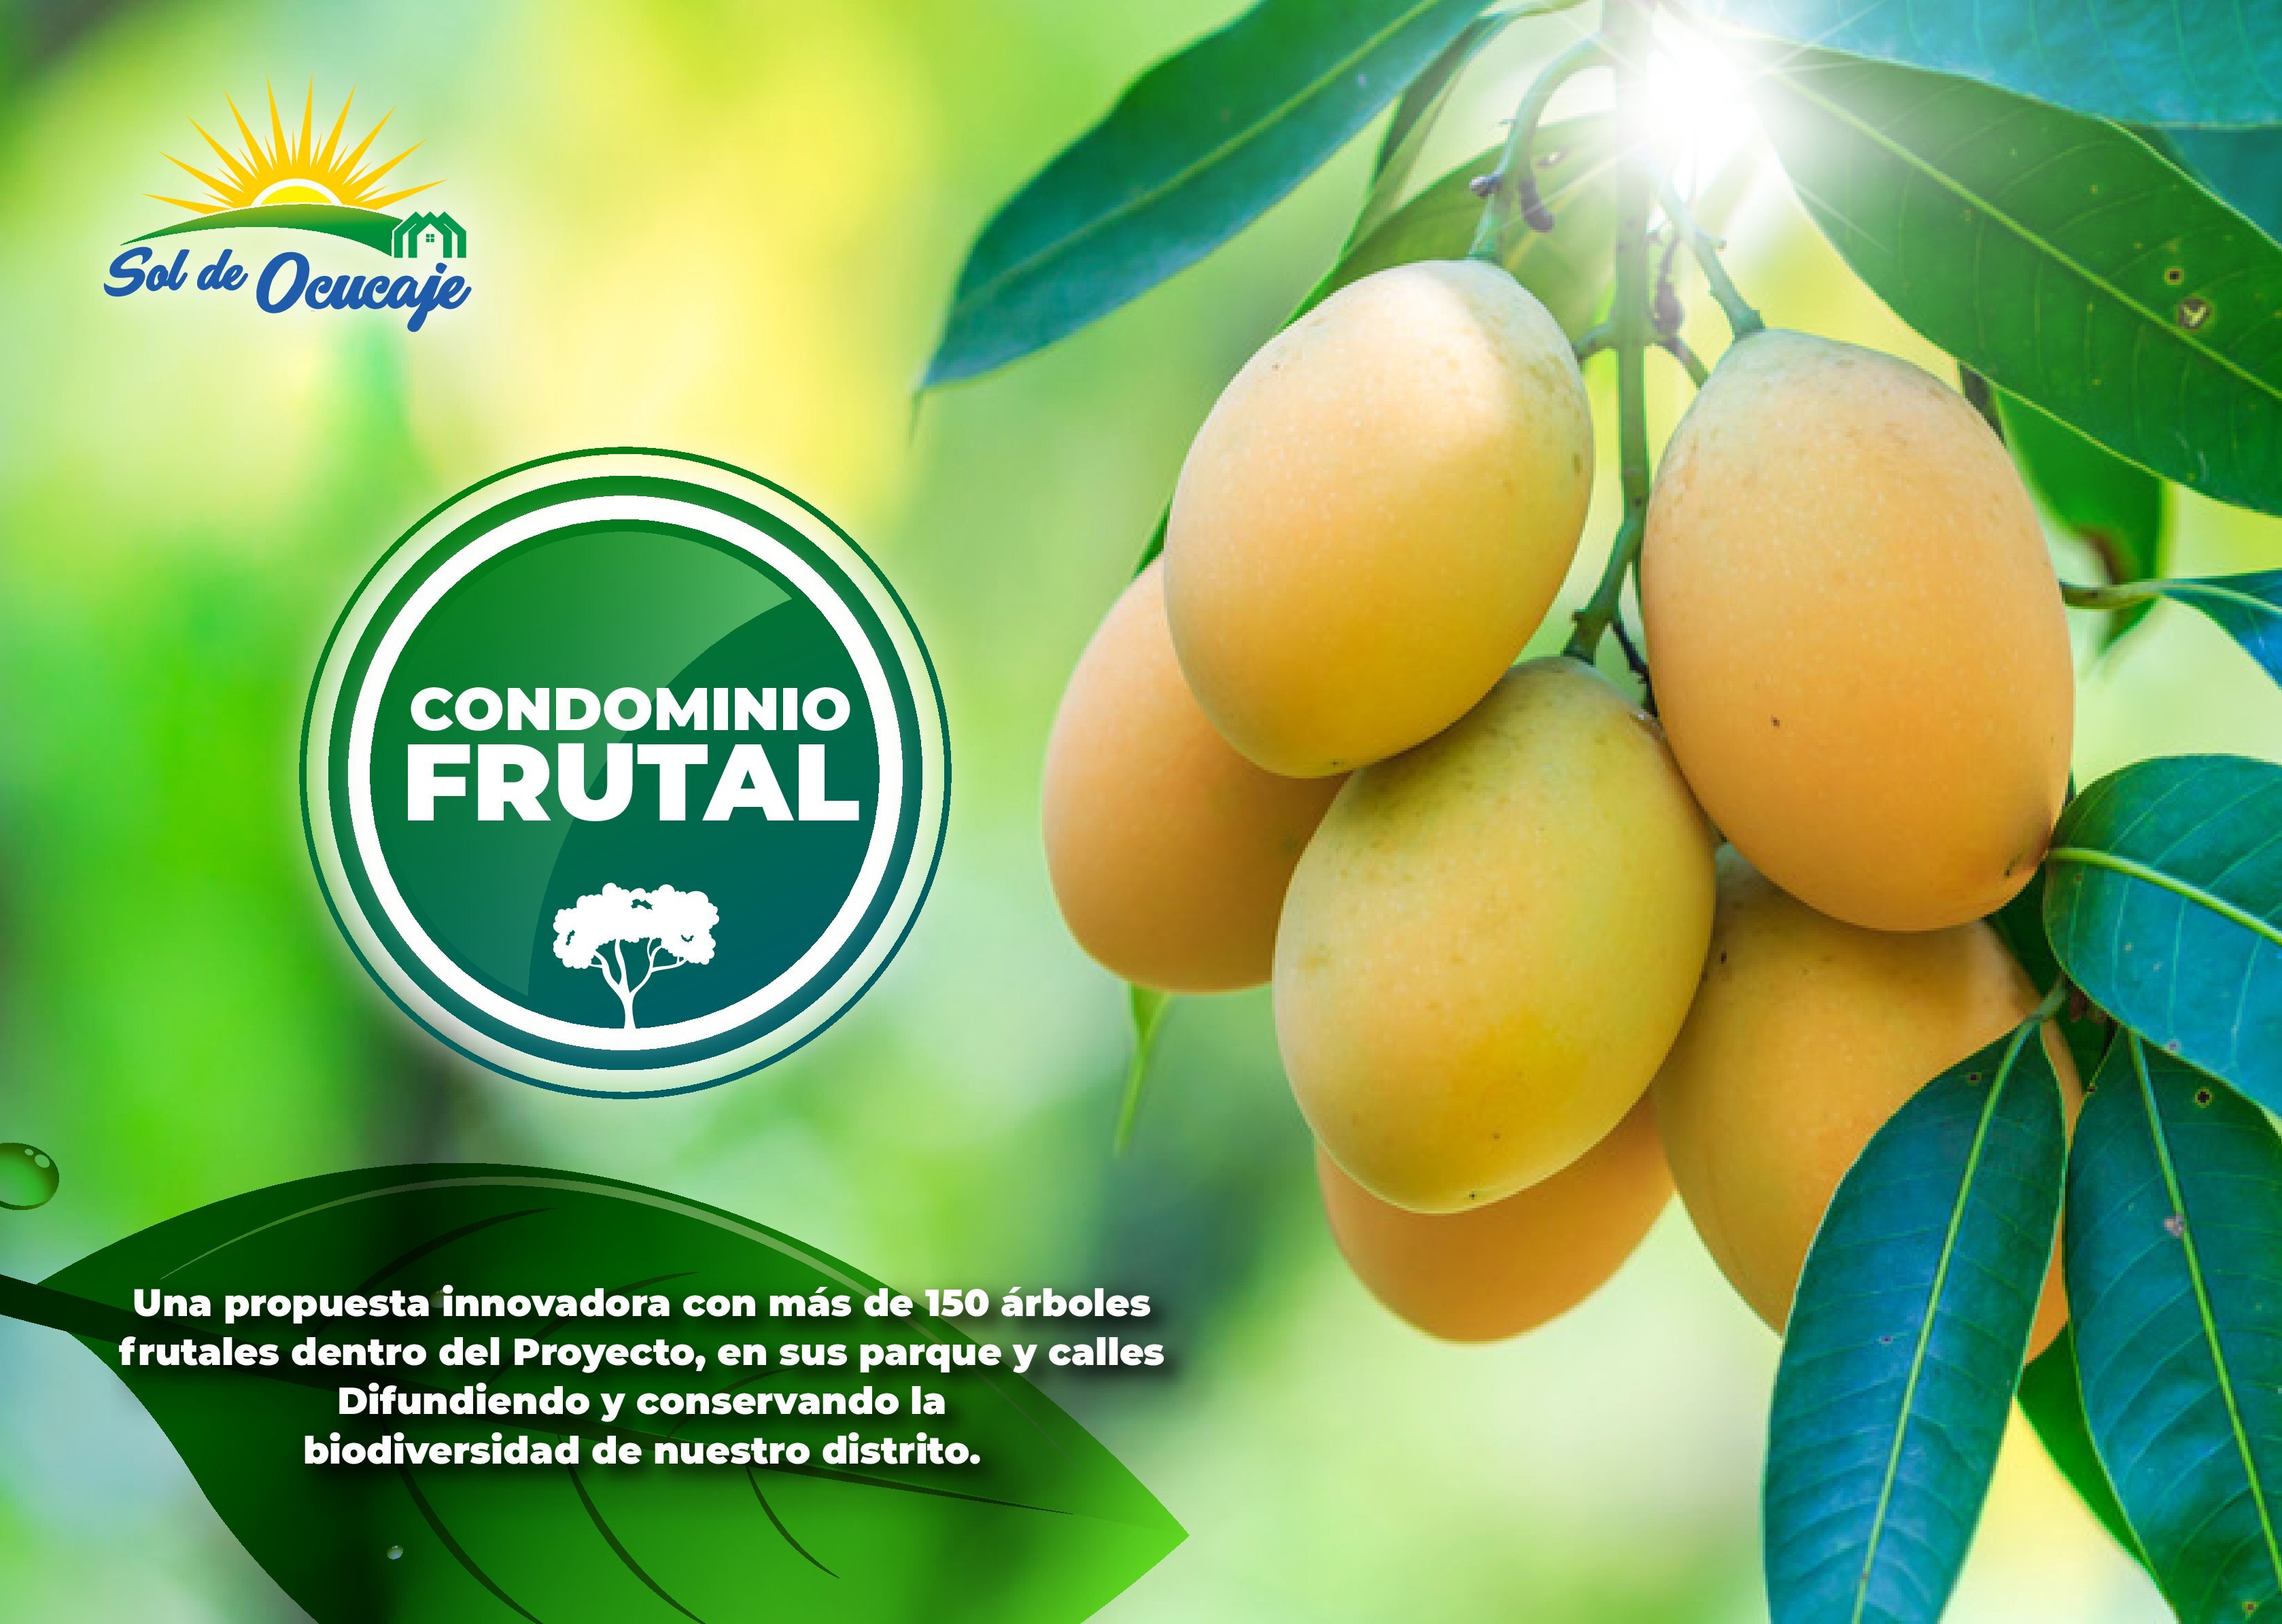 Sol de Ocucaje
CONDOMINIO
FRUTAL
Una propuesta innovadora con más de 150 árboles
frutales dentro del Proyecto, en sus parque y calles
Difundiendo y conservando la
biodiversidad de nuestro distrito.